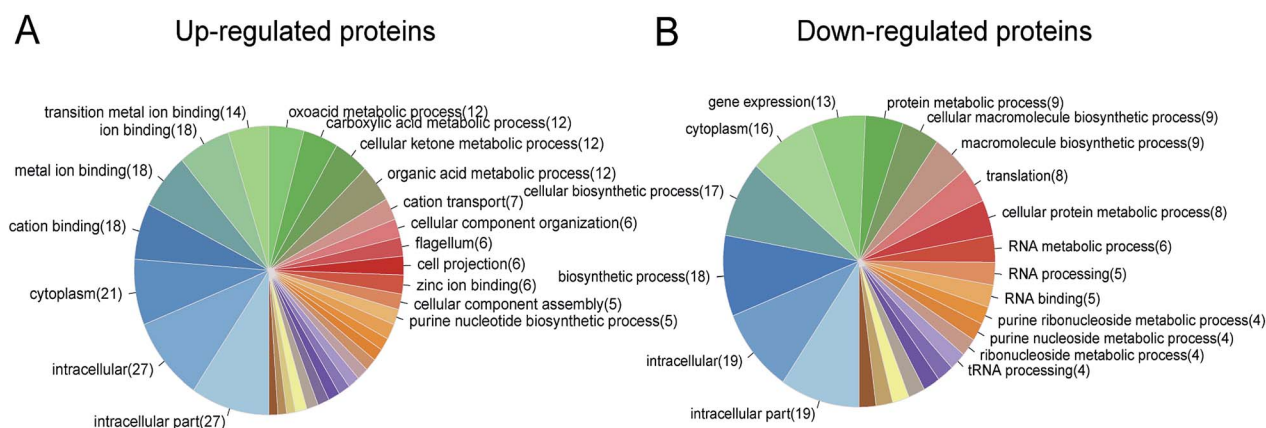 A
Up-regulated proteins
transition metal ion binding(14)
ion binding(18)
metal ion binding(18)
cation binding(18)
cytoplasm(21)
intracellular(27)
intracellular part(27)
oxoacid metabolic process(12)
carboxylic acid metabolic process(12)
cellular ketone metabolic process(12)
organic acid metabolic process(12)
cation transport(7)
cellular component organization(6)
flagellum(6)
cell projection(6)
zinc ion binding(6)
cellular component assembly(5)
purine nucleotide biosynthetic process(5)
B
Down-regulated proteins
gene expression(13)
cytoplasm(16)
cellular biosynthetic process(17)
biosynthetic process(18)
intracellular(19)
intracellular part(19)
protein metabolic process(9)
cellular macromolecule biosynthetic process(9)
macromolecule biosynthetic process(9)
translation(8)
cellular protein metabolic process(8)
RNA metabolic process(6)
RNA processing(5)
RNA binding(5)
purine ribonucleoside metabolic process(4)
purine nucleoside metabolic process(4)
ribonucleoside metabolic process(4)
tRNA processing(4)